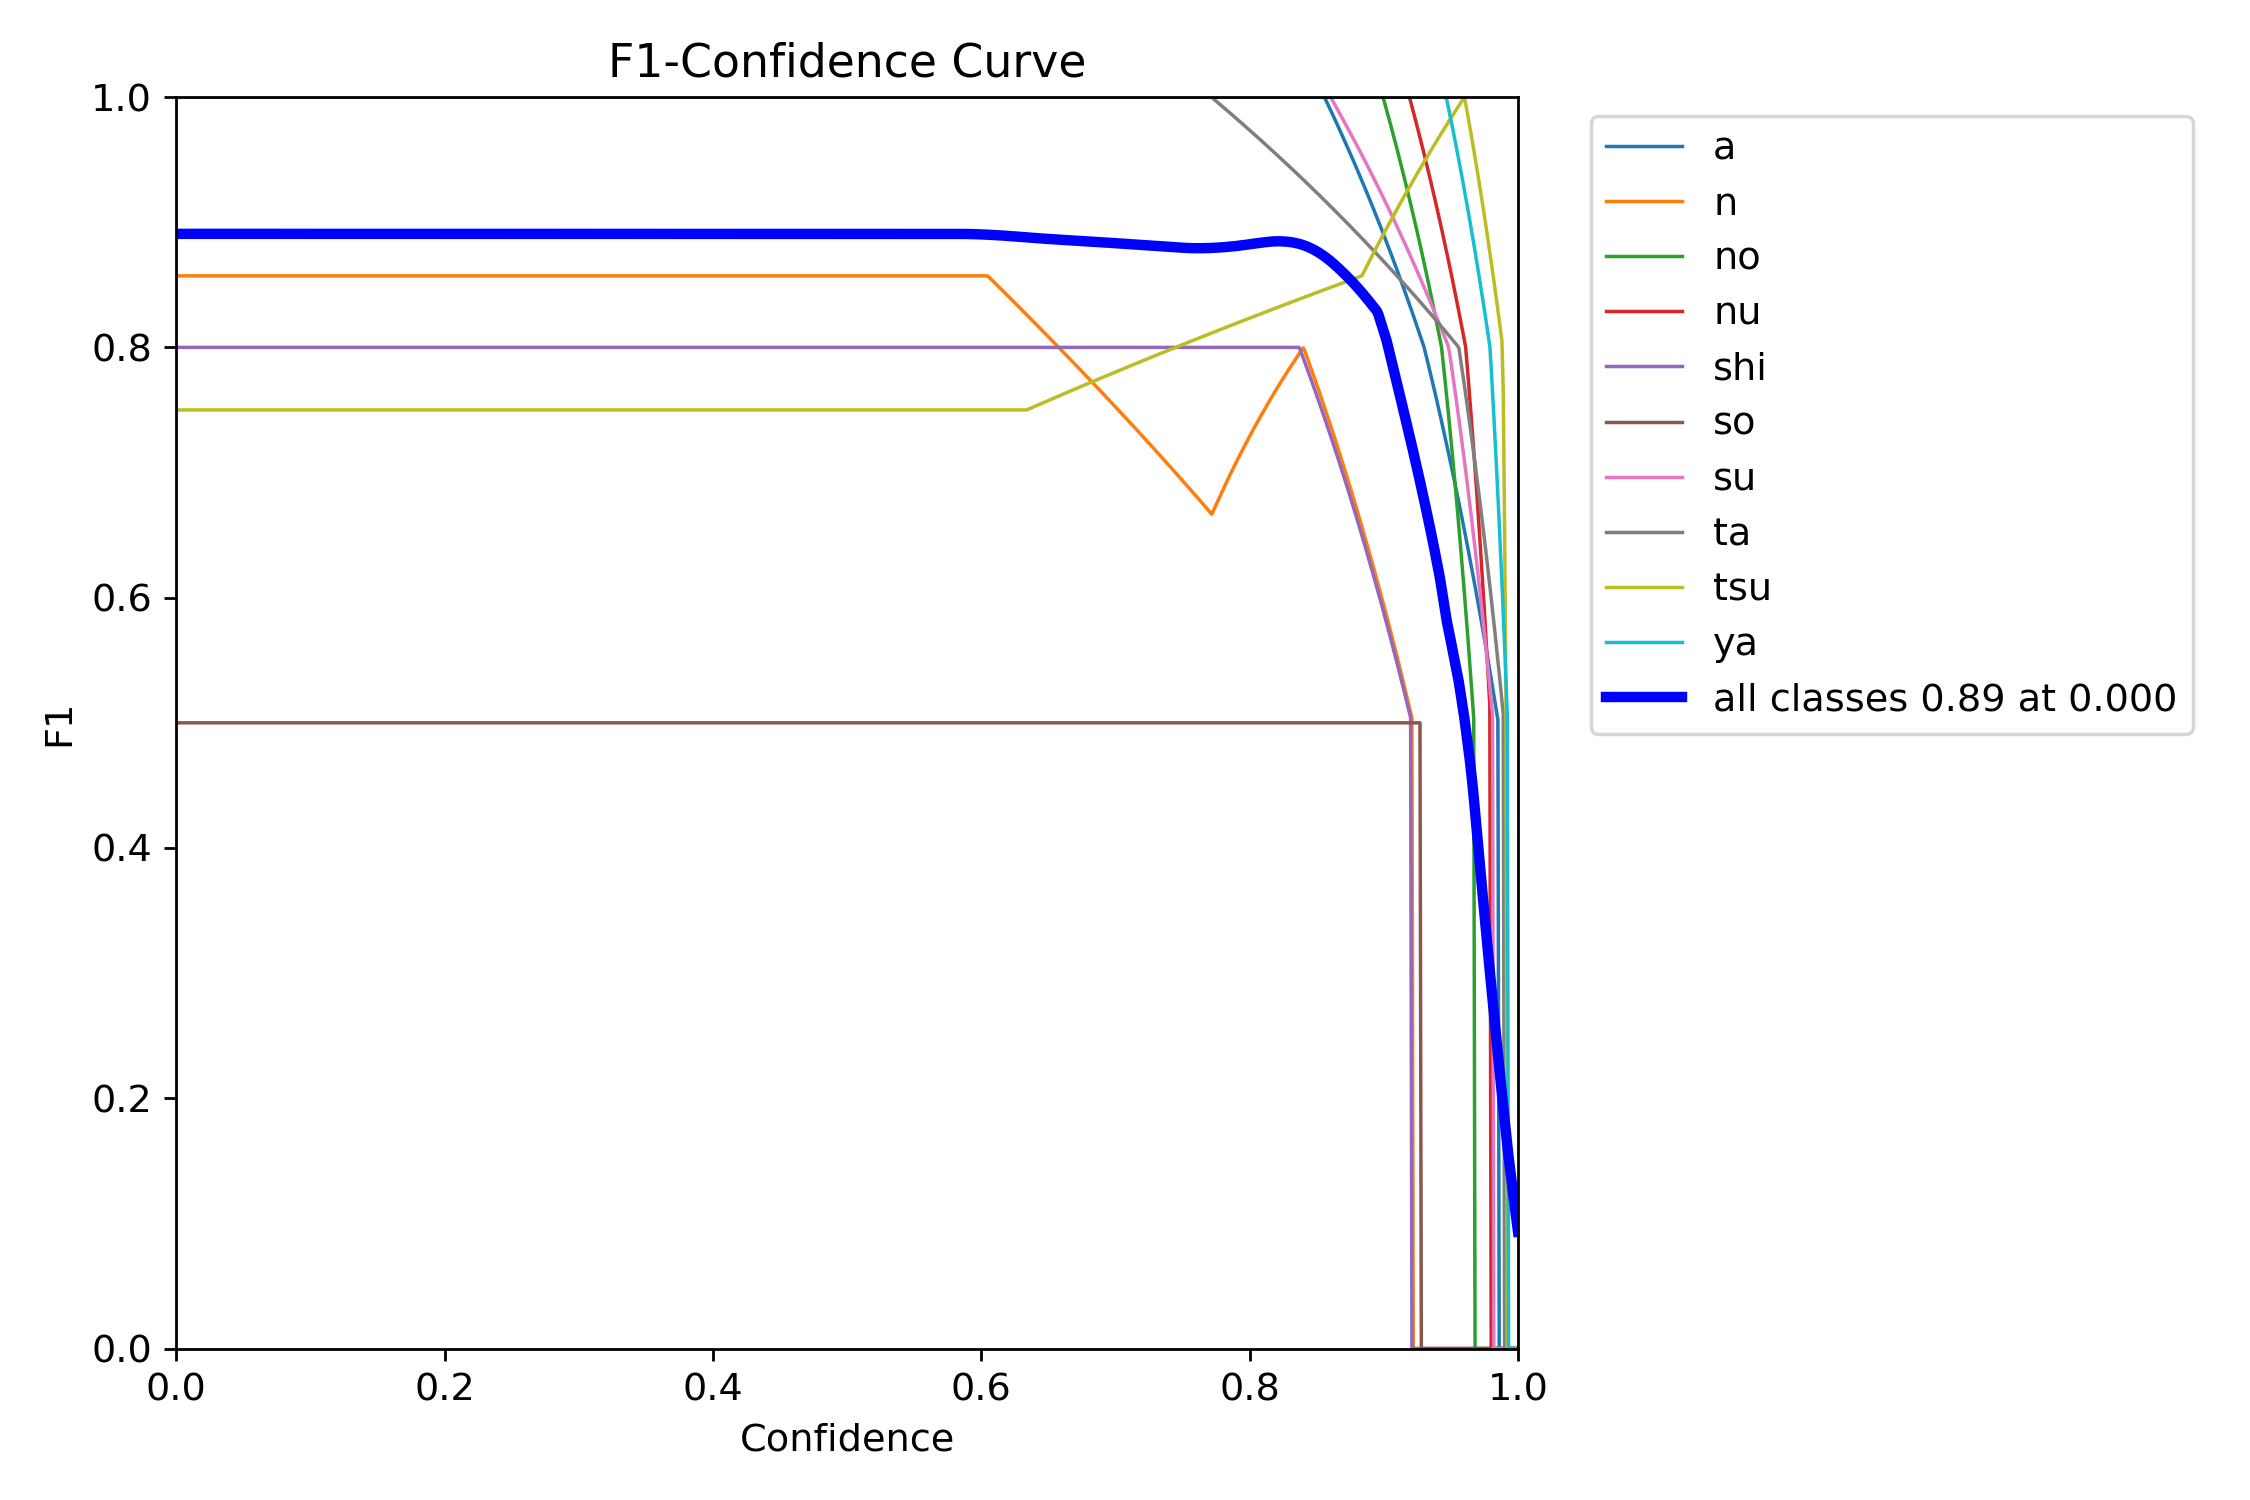 F1-Confidence Curve
1.0
0.8
0.6
0.4
0.2
0.0
F1
0.0 0.2 0.4 0.6 0.8 1.0
Confidence
a
n
no
nu
shi
so
su
ta
tsu
ya
all classes 0.89 at 0.000